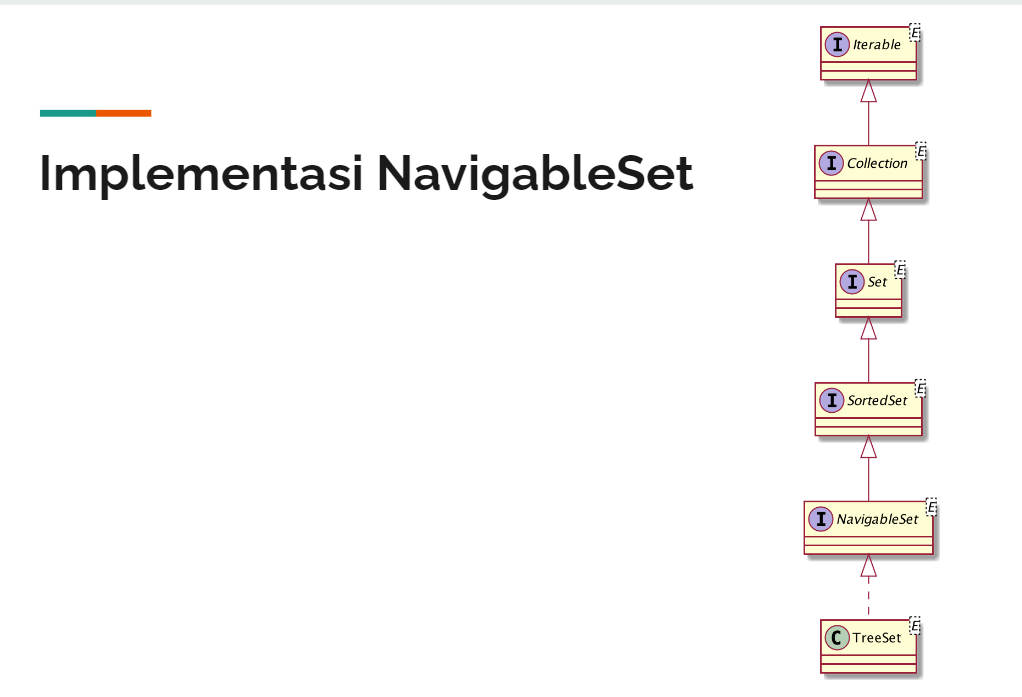 Implementasi NavigableSet
E
I Iterable
E
I Collection
E
I Set
E
I SortedSet
E
I NavigableSet
E
C TreeSet